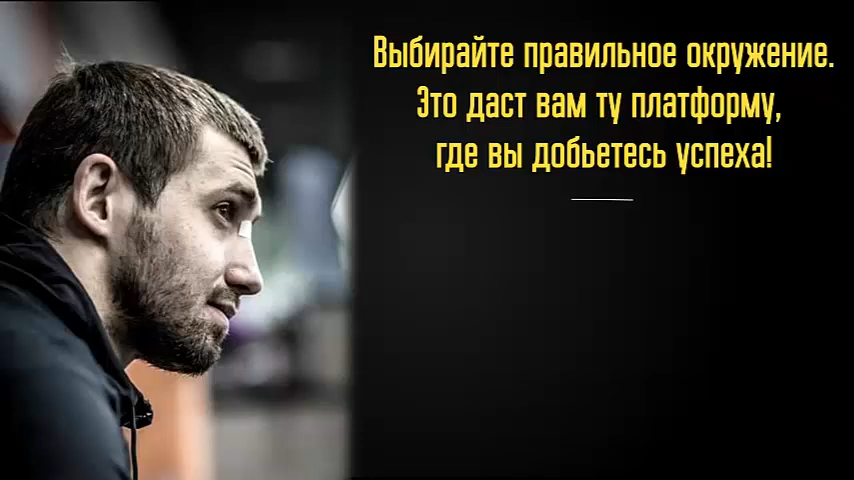 Выбирайте правильное окружение.
Это даст вам ту платформу,
где вы добьетесь успеха!